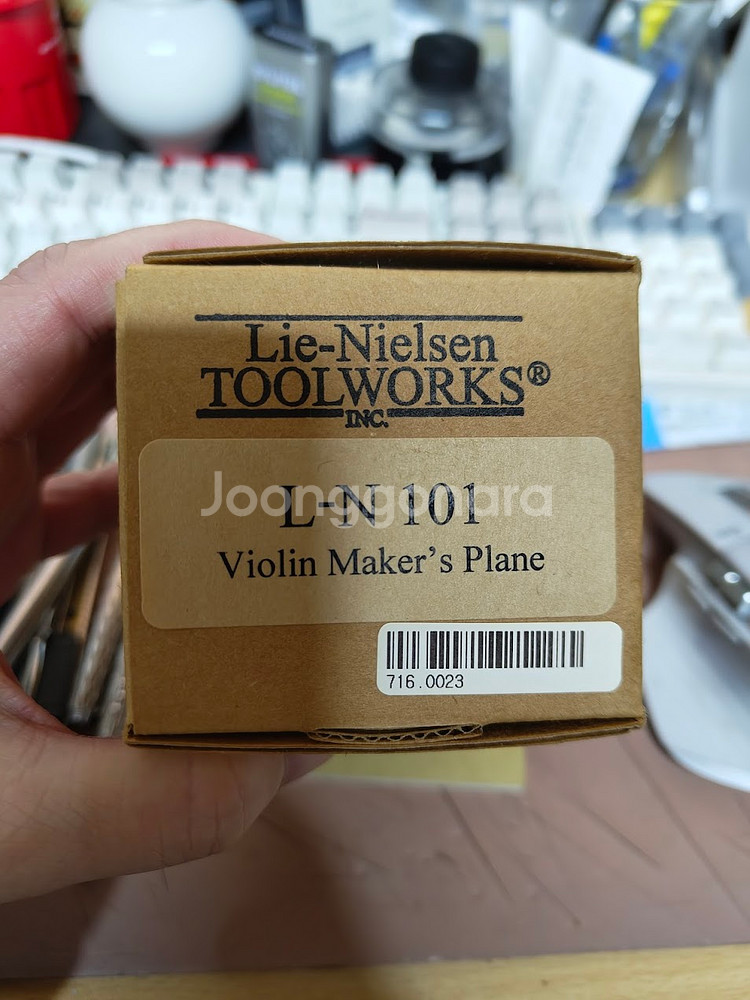 Lie-Nielsen
TOOLWORKS®
INC.
Joonggonara
L-N 101
Violin Maker's Plane
716.0023